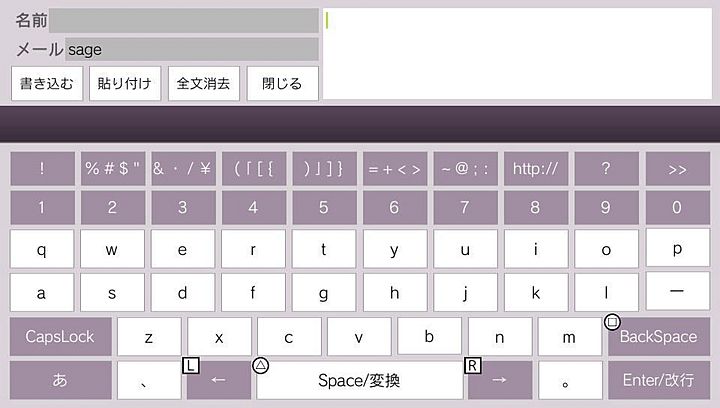 名前
メール sage
書き込む 貼り付け 全文消去 閉じる
! %#$" &・/¥ (「[{ )」]} =+<> ~@;: http:// ? >>
1 2 3 4 5 6 7 8 9 0
q w e r t y u i o p
a s d f g h j k l ー
CapsLock z x c v b n m □ BackSpace
あ 、 L ← △ Space/変換 R → 。 Enter/改行